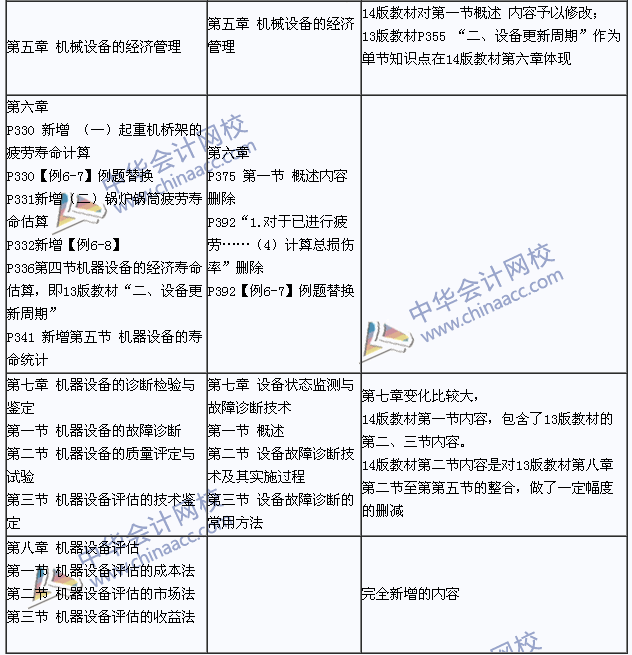 第五章 机械设备的经济管理
第五章 机械设备的经济
管理
14版教材对第一节概述 内容予以修改；
13版教材P355 “二、设备更新周期”作为
单节知识点在14版教材第六章体现
第六章
P330 新增 （一）起重机桥架的
疲劳寿命计算
P330【例6-7】例题替换
P331新增（二）锅炉锅筒疲劳寿
命估算
P332新增【例6-8】
P336第四节机器设备的经济寿命
估算，即13版教材“二、设备更
新周期”
P341 新增第五节 机器设备的寿
命统计
第六章
P375 第一节 概述内容
删除
P392“1.对于已进行疲
劳……（4）计算总损伤
率”删除
P392【例6-7】例题替换
第七章 机器设备的诊断检验与
鉴定
第一节 机器设备的故障诊断
第二节 机器设备的质量评定与
试验
第三节 机器设备评估的技术鉴
定
第七章 设备状态监测与
故障诊断技术
第一节 概述
第二节 设备故障诊断技
术及其实施过程
第三节 设备故障诊断的
常用方法
第七章变化比较大，
14版教材第一节内容，包含了13版教材的
第二、三节内容。
14版教材第二节内容是对13版教材第八章
第二节至第第五节的整合，做了一定幅度
的删减
第八章 机器设备评估
第一节 机器设备评估的成本法
第二节 机器设备评估的市场法
第三节 机器设备评估的收益法
完全新增的内容
中华会计网校
www.chinaacc.com
中华会计网校
www.chinaacc.com
中华会计网校
www.chinaacc.com
网校